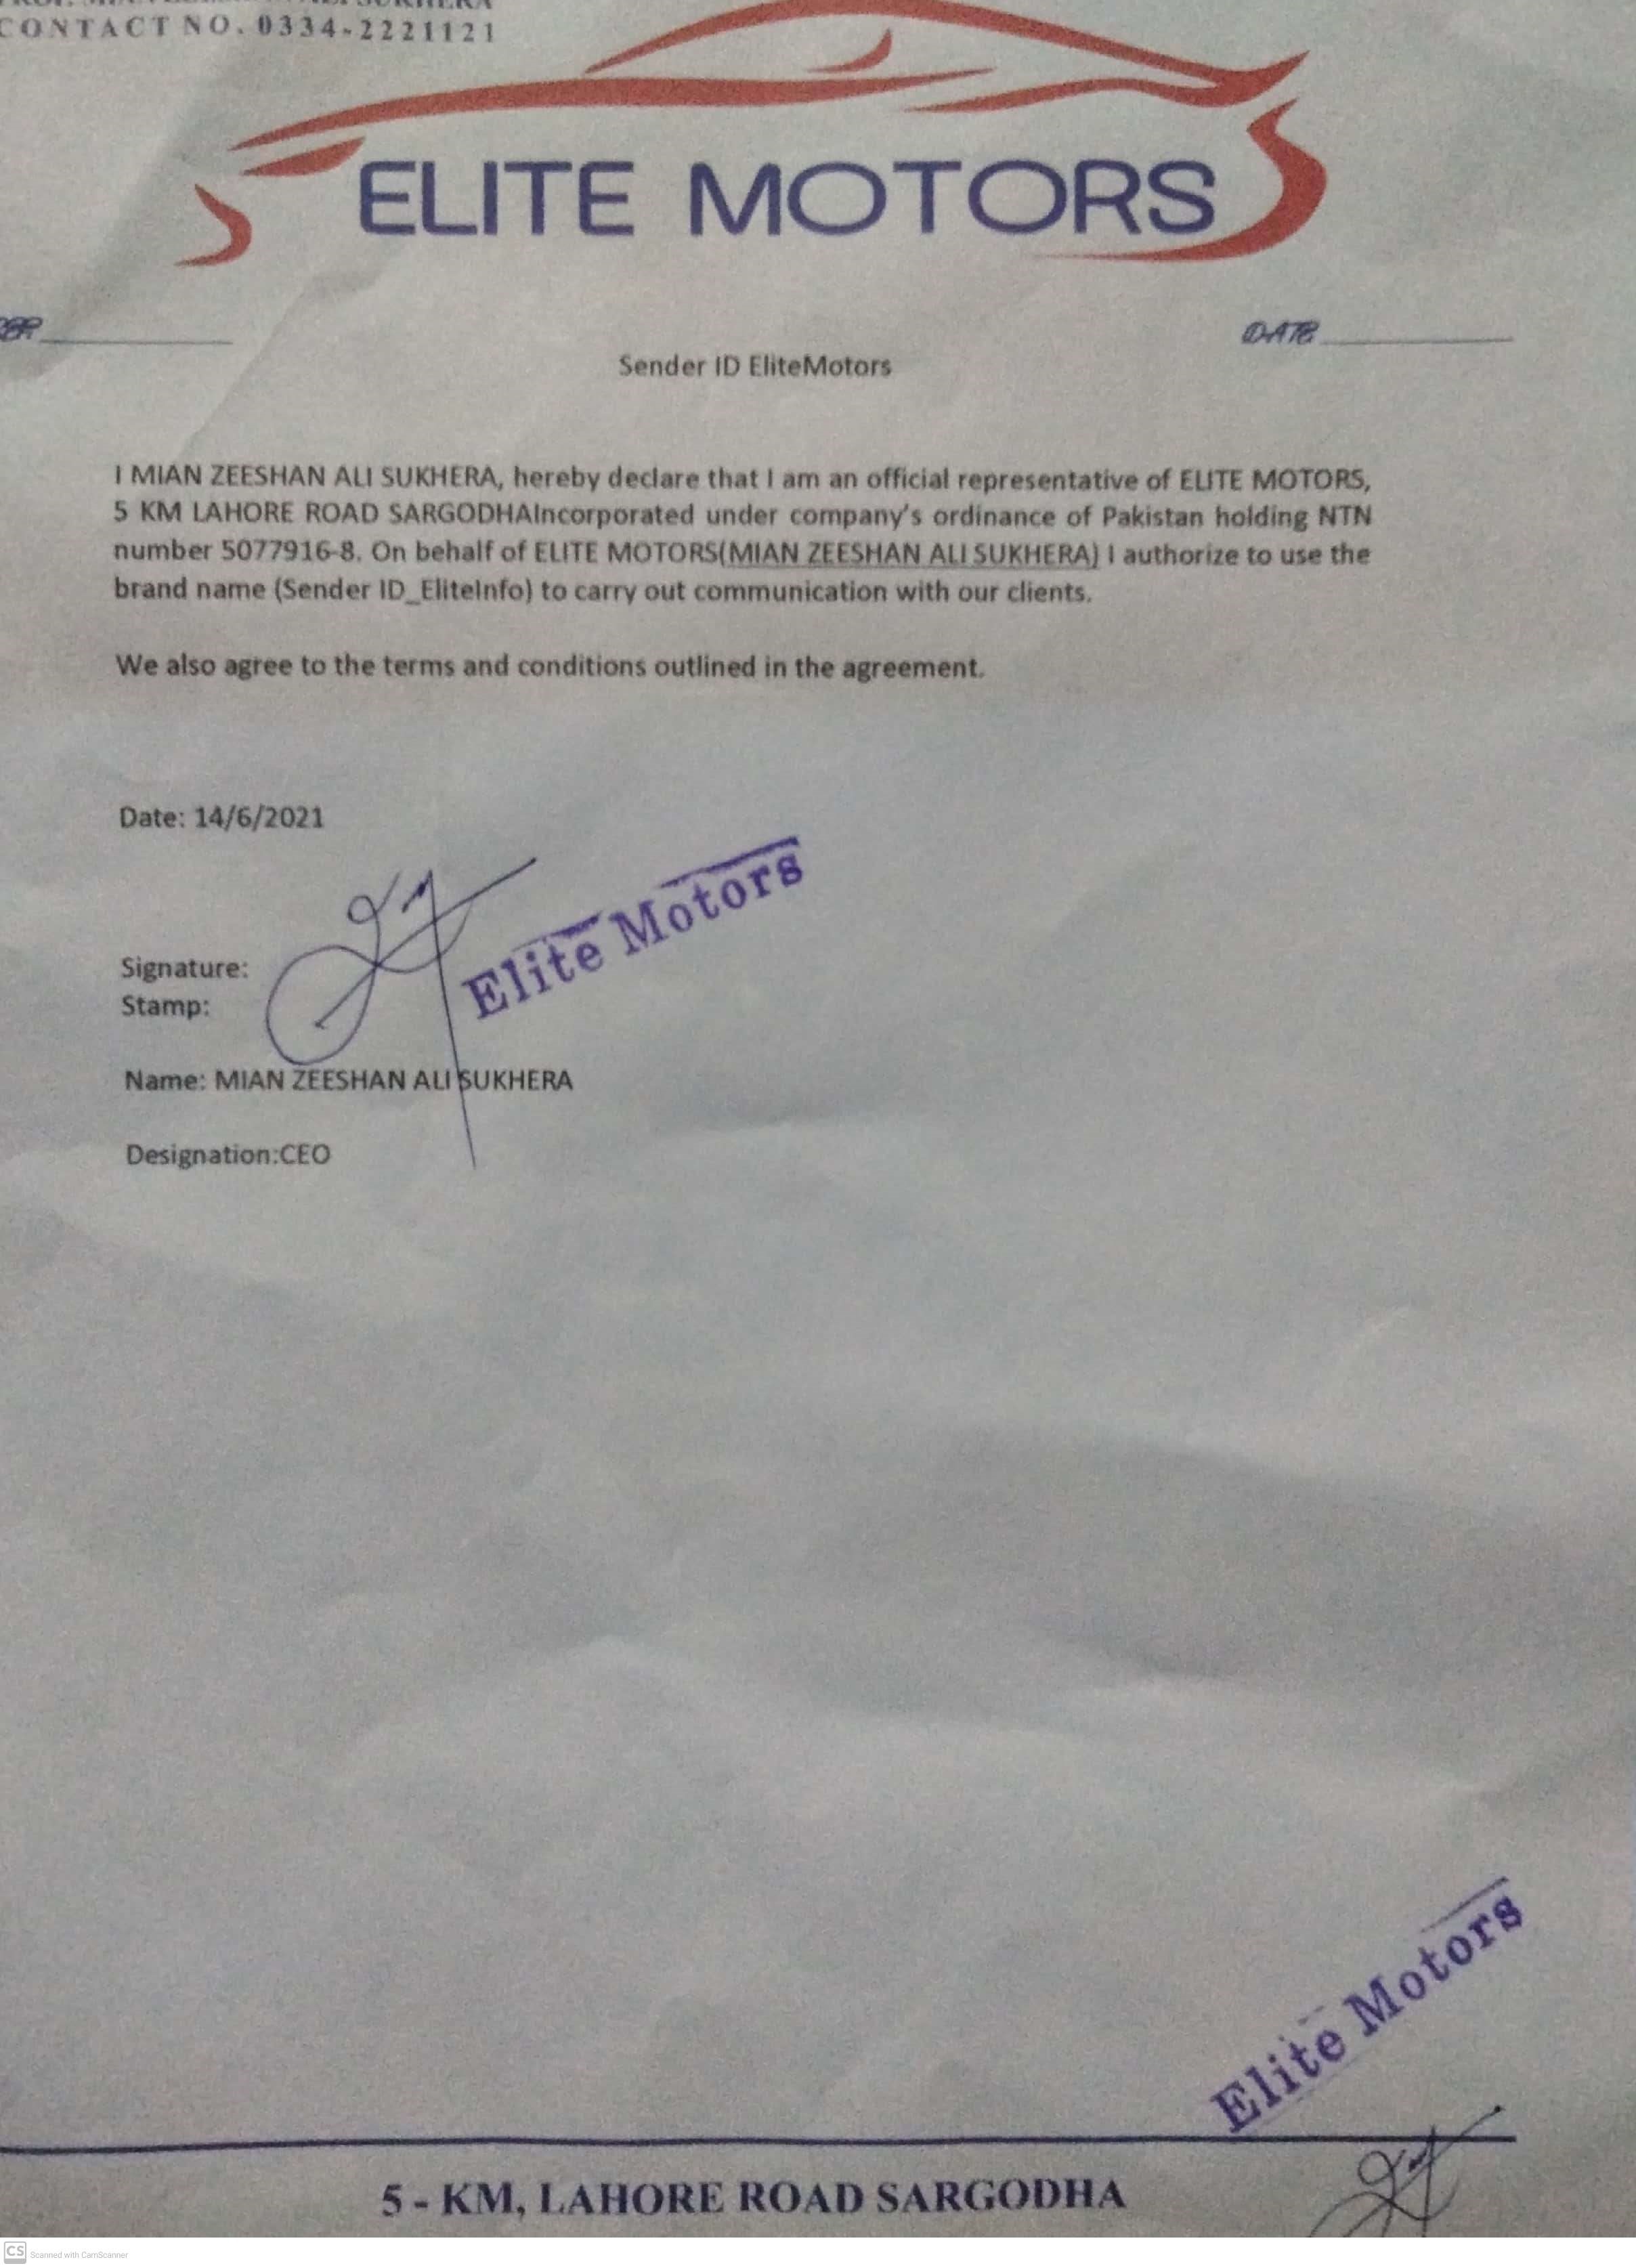 CONTACT NO. 0334-2221121
ELITE MOTORS
DATE
Sender ID EliteMotors
I MIAN ZEESHAN ALI SUKHERA, hereby declare that I am an official representative of ELITE MOTORS,
5 KM LAHORE ROAD SARGODHAIncorporated under company's ordinance of Pakistan holding NTN
number 5077916-8. On behalf of ELITE MOTORS(MIAN ZEESHAN ALI SUKHERA) I authorize to use the
brand name (Sender ID_EliteInfo) to carry out communication with our clients.
We also agree to the terms and conditions outlined in the agreement.
Date: 14/6/2021
Elite Motors
Signature:
Stamp:
Name: MIAN ZEESHAN ALI SUKHERA
Designation:CEO
Elite Motors
5 - KM, LAHORE ROAD SARGODHA
CS Scanned with CamScanner